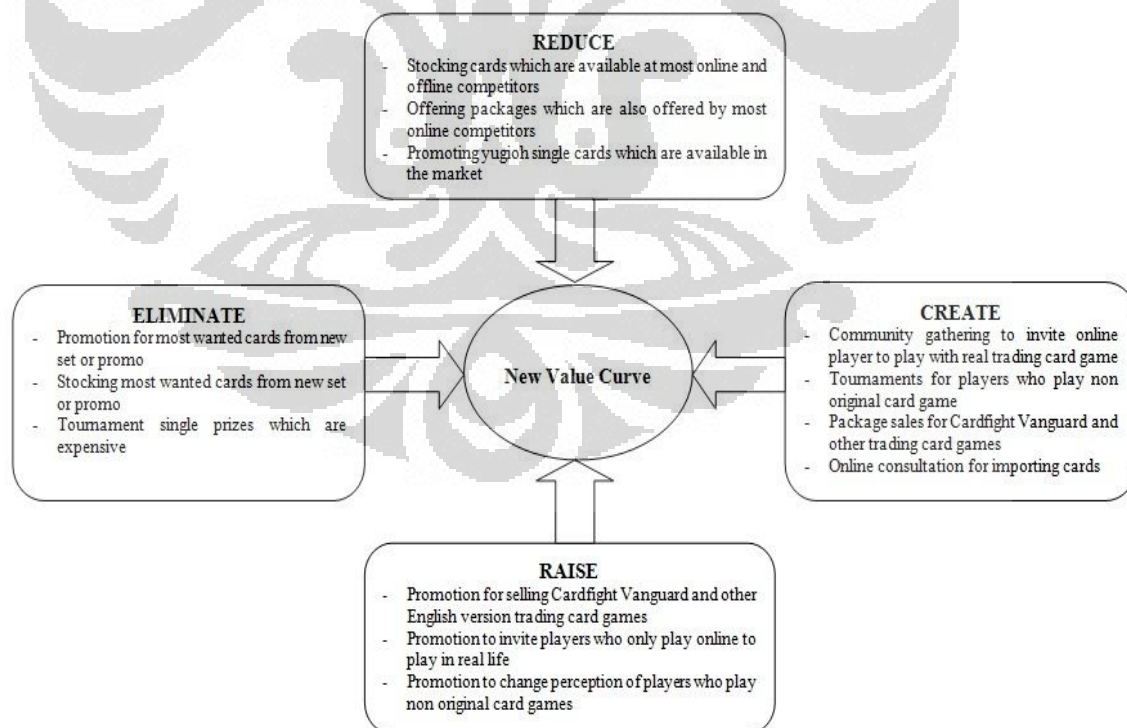 REDUCE
- Stocking cards which are available at most online and
offline competitors
- Offering packages which are also offered by most
online competitors
- Promoting yugioh single cards which are available in
the market
ELIMINATE
- Promotion for most wanted cards from new
set or promo
- Stocking most wanted cards from new set
or promo
- Tournament single prizes which are
expensive
New Value Curve
CREATE
- Community gathering to invite online
player to play with real trading card game
- Tournaments for players who play non
original card game
- Package sales for Cardfight Vanguard and
other trading card games
- Online consultation for importing cards
RAISE
- Promotion for selling Cardfight Vanguard and other
English version trading card games
- Promotion to invite players who only play online to
play in real life
- Promotion to change perception of players who play
non original card games